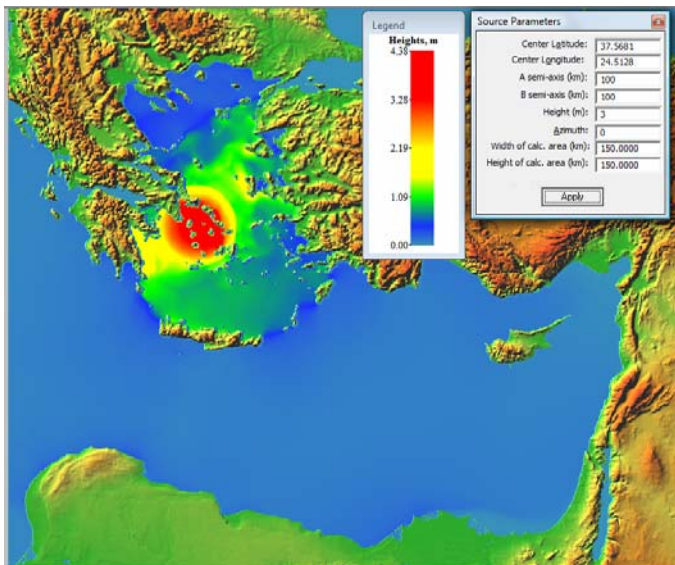 Legend
Heights, m
4.38
3.28
2.19
1.09
0.00
Source Parameters
Center Latitude: 37.5681
Center Longitude: 24.5128
A semi-axis (km): 100
B semi-axis (km): 100
Height (m): 3
Azimuth: 0
Width of calc. area (km): 150.0000
Height of calc. area (km): 150.0000
Apply